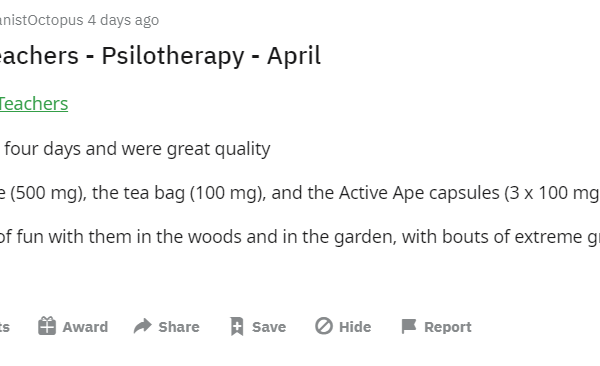 anistOctopus 4 days ago
eachers - Psilotherapy - April
Teachers
four days and were great quality
e (500 mg), the tea bag (100 mg), and the Active Ape capsules (3 x 100 mg
of fun with them in the woods and in the garden, with bouts of extreme g
ts Award Share Save Hide Report